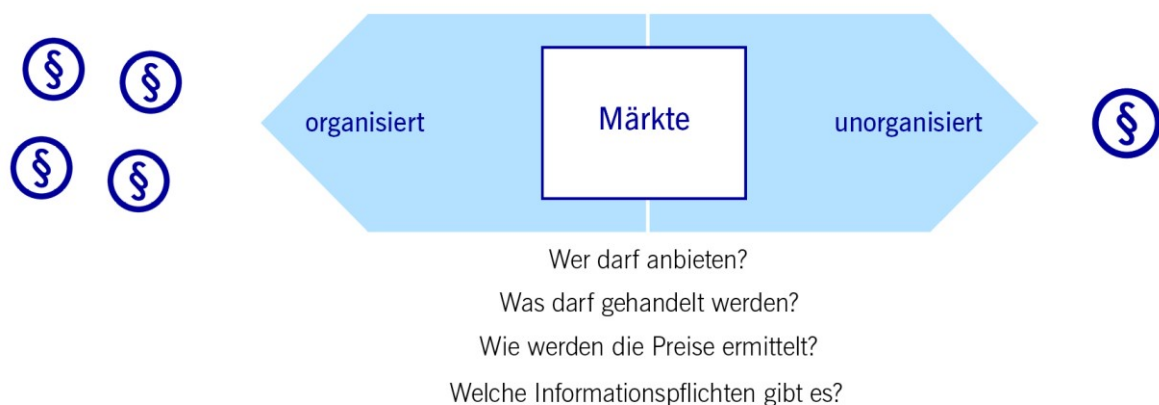 § §
organisiert Märkte unorganisiert §
§ §
Wer darf anbieten?
Was darf gehandelt werden?
Wie werden die Preise ermittelt?
Welche Informationspflichten gibt es?